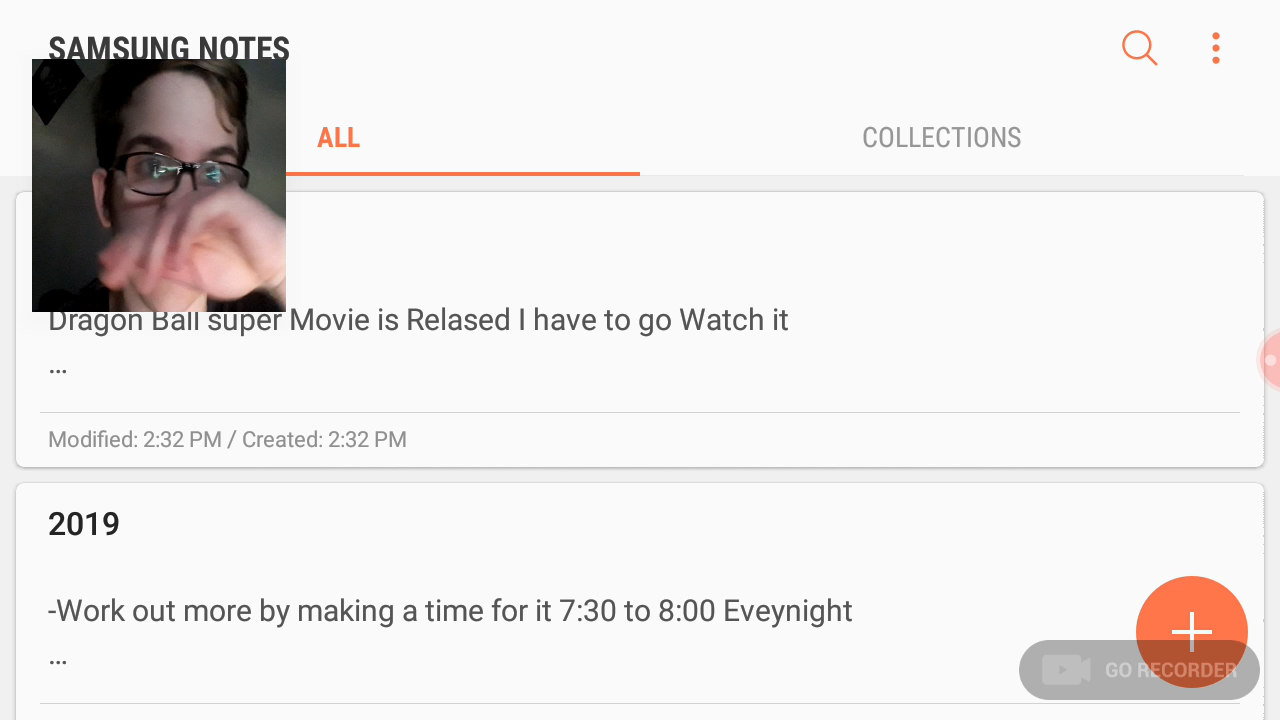 SAMSUNG NOTES
ALL
COLLECTIONS
Dragon Ball super Movie is Relased I have to go Watch it
...
Modified: 2:32 PM / Created: 2:32 PM
2019
-Work out more by making a time for it 7:30 to 8:00 Eveynight
...
GO RECORDER